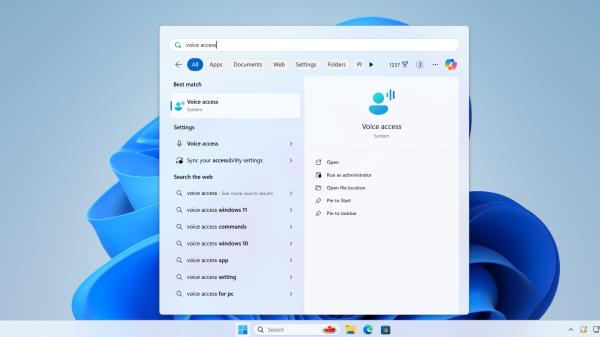 voice access
All Apps Documents Web Settings Folders 1237 J
Best match
Voice access
System
Settings
Voice access
Sync your accessibility settings
Search the web
voice access - See more search results
voice access windows 11
voice access commands
voice access windows 10
voice access app
voice access setting
voice access for pc
Voice access
System
Open
Run as administrator
Open file location
Pin to Start
Pin to taskbar
Search